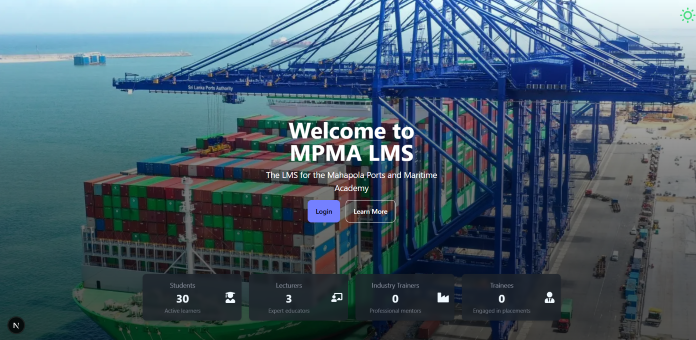 Sri Lanka Ports Authority
Welcome to
MPMA LMS
The LMS for the Mahapola Ports and Maritime
Academy
Login
Learn More
Students
30
Active learners
Lecturers
3
Expert educators
Industry Trainers
0
Professional mentors
Trainees
0
Engaged in placements
N